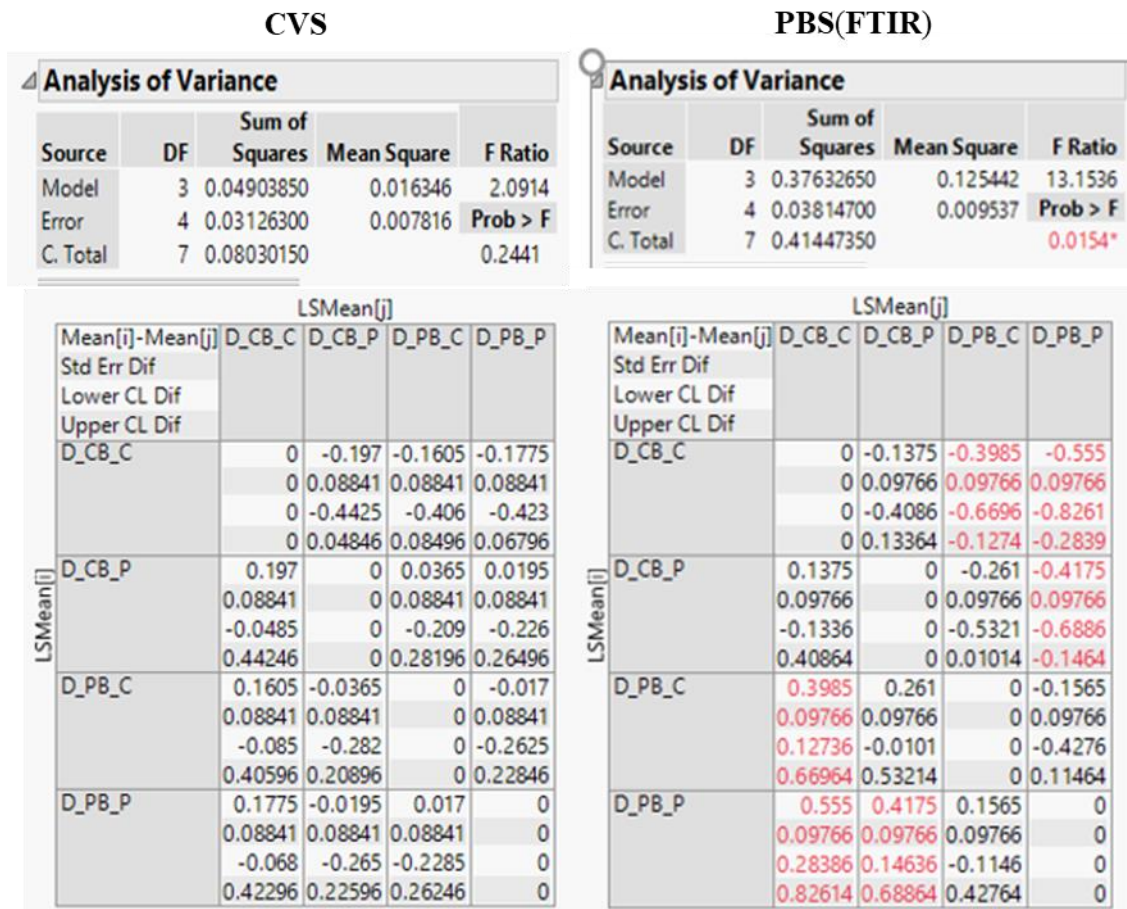 CVS
Analysis of Variance
Sum of
Source DF Squares Mean Square F Ratio
Model 3 0.04903850 0.016346 2.0914
Error 4 0.03126300 0.007816 Prob > F
C. Total 7 0.08030150 0.2441
LSMean[j]
Mean[i]-Mean[j] D_CB_C D_CB_P D_PB_C D_PB_P
Std Err Dif
Lower CL Dif
Upper CL Dif
LSMean[i]
D_CB_C 0 -0.197 -0.1605 -0.1775
0 0.08841 0.08841 0.08841
0 -0.4425 -0.406 -0.423
0 0.04846 0.08496 0.06796
D_CB_P 0.197 0 0.0365 0.0195
0.08841 0 0.08841 0.08841
-0.0485 0 -0.209 -0.226
0.44246 0 0.28196 0.26496
D_PB_C 0.1605 -0.0365 0 -0.017
0.08841 0.08841 0 0.08841
-0.085 -0.282 0 -0.2625
0.40596 0.20896 0 0.22846
D_PB_P 0.1775 -0.0195 0.017 0
0.08841 0.08841 0.08841 0
-0.068 -0.265 -0.2285 0
0.42296 0.22596 0.26246 0
PBS(FTIR)
Analysis of Variance
Sum of
Source DF Squares Mean Square F Ratio
Model 3 0.37632650 0.125442 13.1536
Error 4 0.03814700 0.009537 Prob > F
C. Total 7 0.41447350 0.0154*
LSMean[j]
Mean[i]-Mean[j] D_CB_C D_CB_P D_PB_C D_PB_P
Std Err Dif
Lower CL Dif
Upper CL Dif
LSMean[i]
D_CB_C 0 -0.1375 -0.3985 -0.555
0 0.09766 0.09766 0.09766
0 -0.4086 -0.6696 -0.8261
0 0.13364 -0.1274 -0.2839
D_CB_P 0.1375 0 -0.261 -0.4175
0.09766 0 0.09766 0.09766
-0.1336 0 -0.5321 -0.6886
0.40864 0 0.01014 -0.1464
D_PB_C 0.3985 0.261 0 -0.1565
0.09766 0.09766 0 0.09766
0.12736 -0.0101 0 -0.4276
0.66964 0.53214 0 0.11464
D_PB_P 0.555 0.4175 0.1565 0
0.09766 0.09766 0.09766 0
0.28386 0.14636 -0.1146 0
0.82614 0.68864 0.42764 0